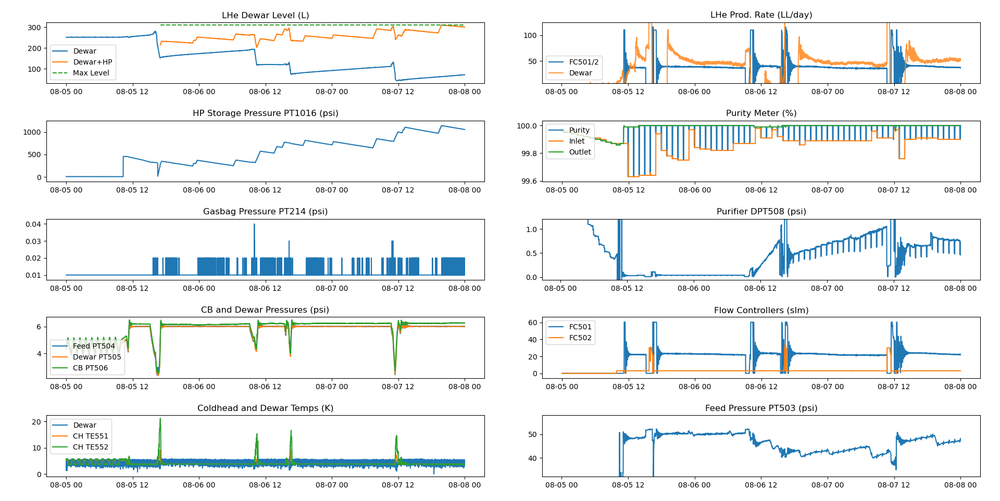 LHe Dewar Level (L)
300
200
100
Dewar
Dewar+HP
Max Level
08-05 00 08-05 12 08-06 00 08-06 12 08-07 00 08-07 12 08-08 00
LHe Prod. Rate (LL/day)
100
50
FC501/2
Dewar
08-05 00 08-05 12 08-06 00 08-06 12 08-07 00 08-07 12 08-08 00
HP Storage Pressure PT1016 (psi)
1000
500
0
08-05 00 08-05 12 08-06 00 08-06 12 08-07 00 08-07 12 08-08 00
Purity Meter (%)
100.0
99.8
99.6
Purity
Inlet
Outlet
08-05 00 08-05 12 08-06 00 08-06 12 08-07 00 08-07 12 08-08 00
Gasbag Pressure PT214 (psi)
0.04
0.03
0.02
0.01
08-05 00 08-05 12 08-06 00 08-06 12 08-07 00 08-07 12 08-08 00
Purifier DPT508 (psi)
1.0
0.5
0.0
08-05 00 08-05 12 08-06 00 08-06 12 08-07 00 08-07 12 08-08 00
CB and Dewar Pressures (psi)
6
4
Feed PT504
Dewar PT505
CB PT506
08-05 00 08-05 12 08-06 00 08-06 12 08-07 00 08-07 12 08-08 00
Flow Controllers (slm)
60
40
20
0
FC501
FC502
08-05 00 08-05 12 08-06 00 08-06 12 08-07 00 08-07 12 08-08 00
Coldhead and Dewar Temps (K)
20
10
0
Dewar
CH TE551
CH TE552
08-05 00 08-05 12 08-06 00 08-06 12 08-07 00 08-07 12 08-08 00
Feed Pressure PT503 (psi)
50
40
08-05 00 08-05 12 08-06 00 08-06 12 08-07 00 08-07 12 08-08 00